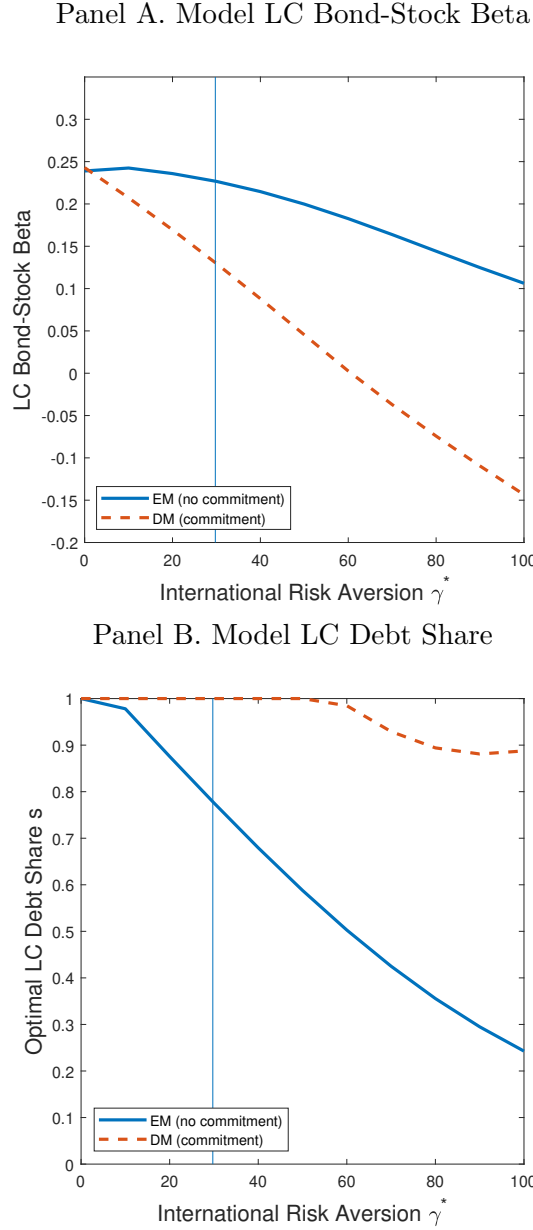 Panel A. Model LC Bond-Stock Beta
LC Bond-Stock Beta
0.3
0.25
0.2
0.15
0.1
0.05
0
-0.05
-0.1
-0.15
-0.2
EM (no commitment)
DM (commitment)
0 20 40 60 80 100
International Risk Aversion γ*
Panel B. Model LC Debt Share
Optimal LC Debt Share s
1
0.9
0.8
0.7
0.6
0.5
0.4
0.3
0.2
0.1
0
EM (no commitment)
DM (commitment)
0 20 40 60 80 100
International Risk Aversion γ*